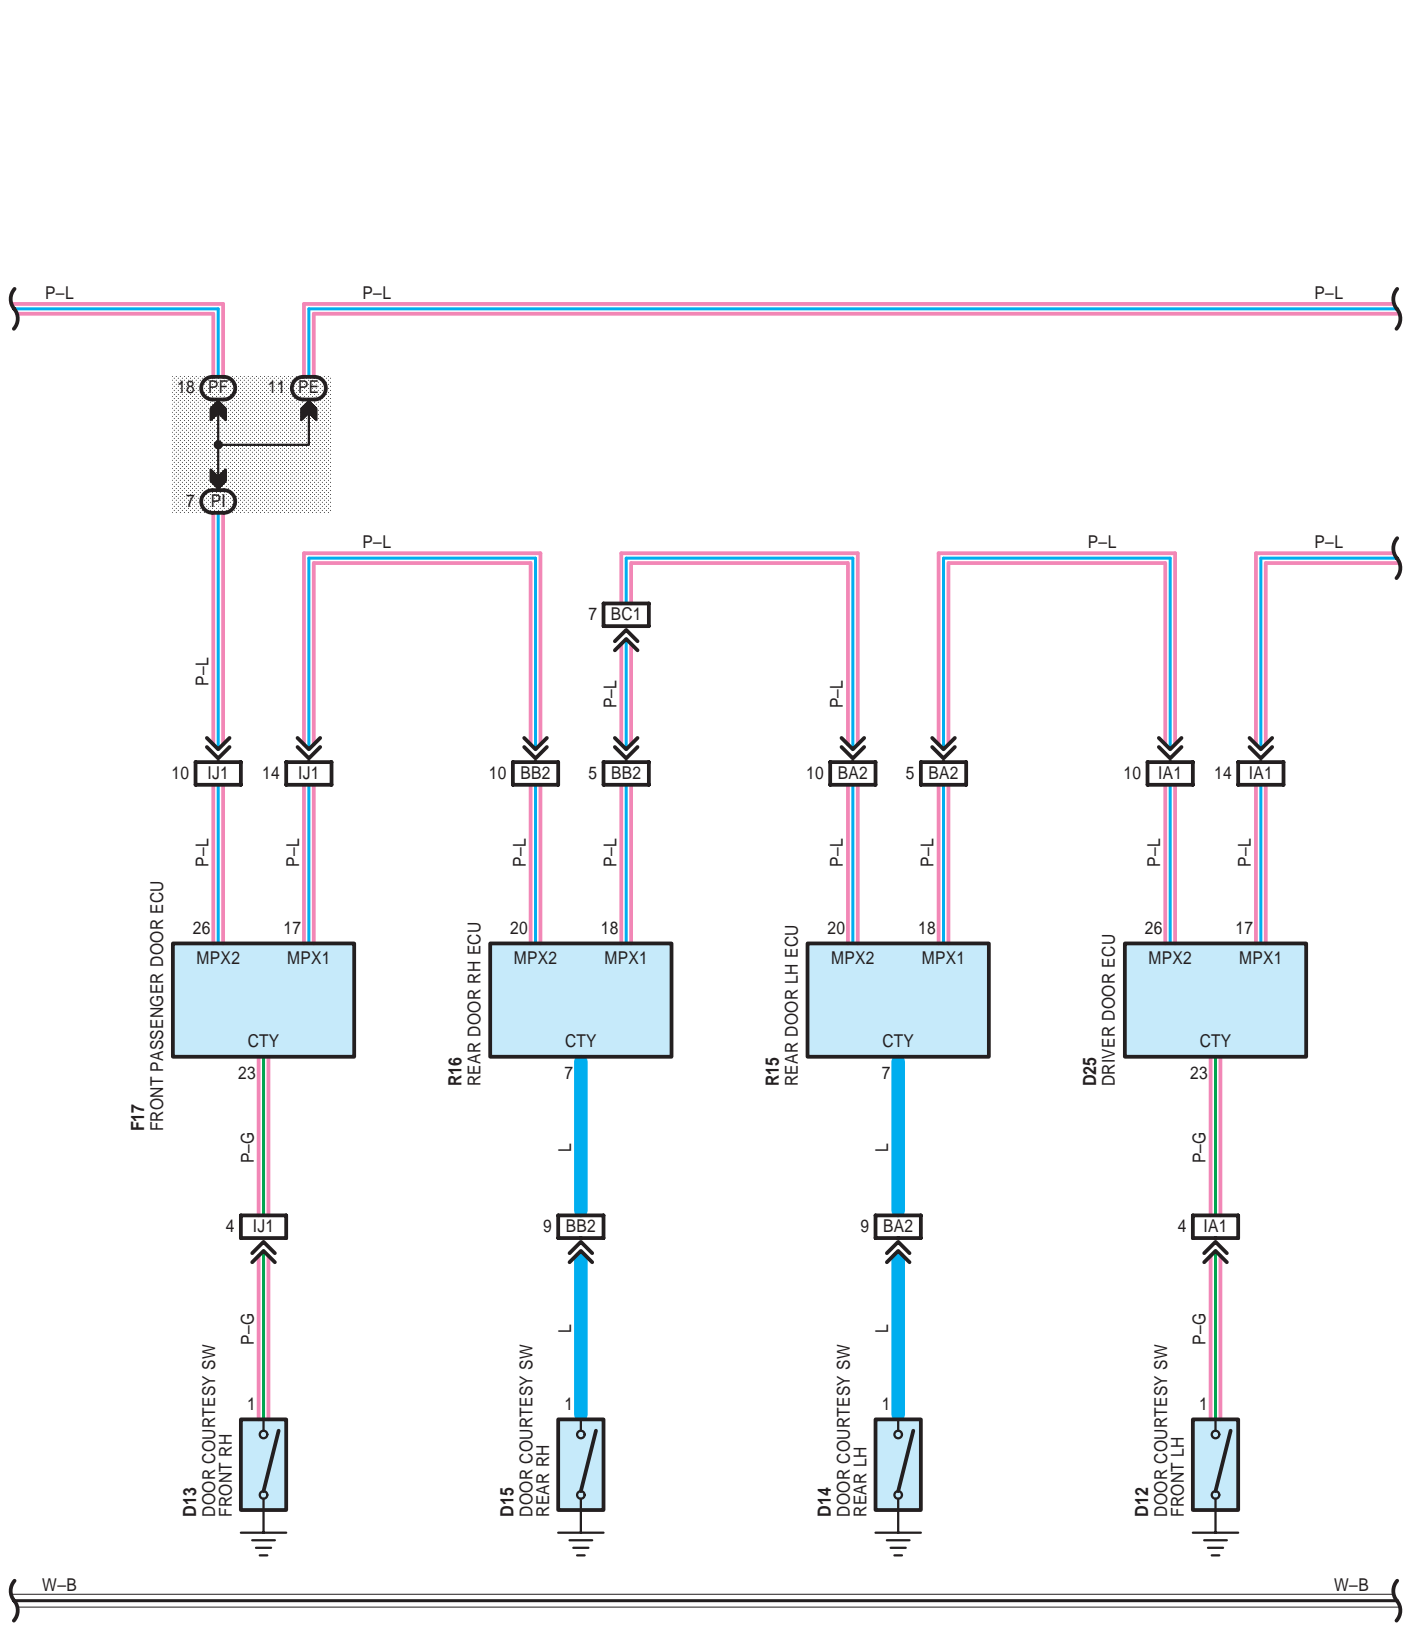 P–L
P–L
P–L
18 PF
11 PE
7 PI
P–L
P–L
P–L
7 BC1
P–L
P–L
P–L
10 IJ1
14 IJ1
10 BB2
5 BB2
10 BA2
5 BA2
10 IA1
14 IA1
P–L
P–L
P–L
P–L
P–L
P–L
P–L
P–L
26
17
20
18
20
18
26
17
MPX2
MPX1
MPX2
MPX1
MPX2
MPX1
MPX2
MPX1
CTY
CTY
CTY
CTY
F17
FRONT PASSENGER DOOR ECU
R16
REAR DOOR RH ECU
R15
REAR DOOR LH ECU
D25
DRIVER DOOR ECU
23
7
7
23
P–G
L
L
P–G
4 IJ1
9 BB2
9 BA2
4 IA1
P–G
L
L
P–G
1
1
1
1
D13
DOOR COURTESY SW
FRONT RH
D15
DOOR COURTESY SW
REAR RH
D14
DOOR COURTESY SW
REAR LH
D12
DOOR COURTESY SW
FRONT LH
W–B
W–B